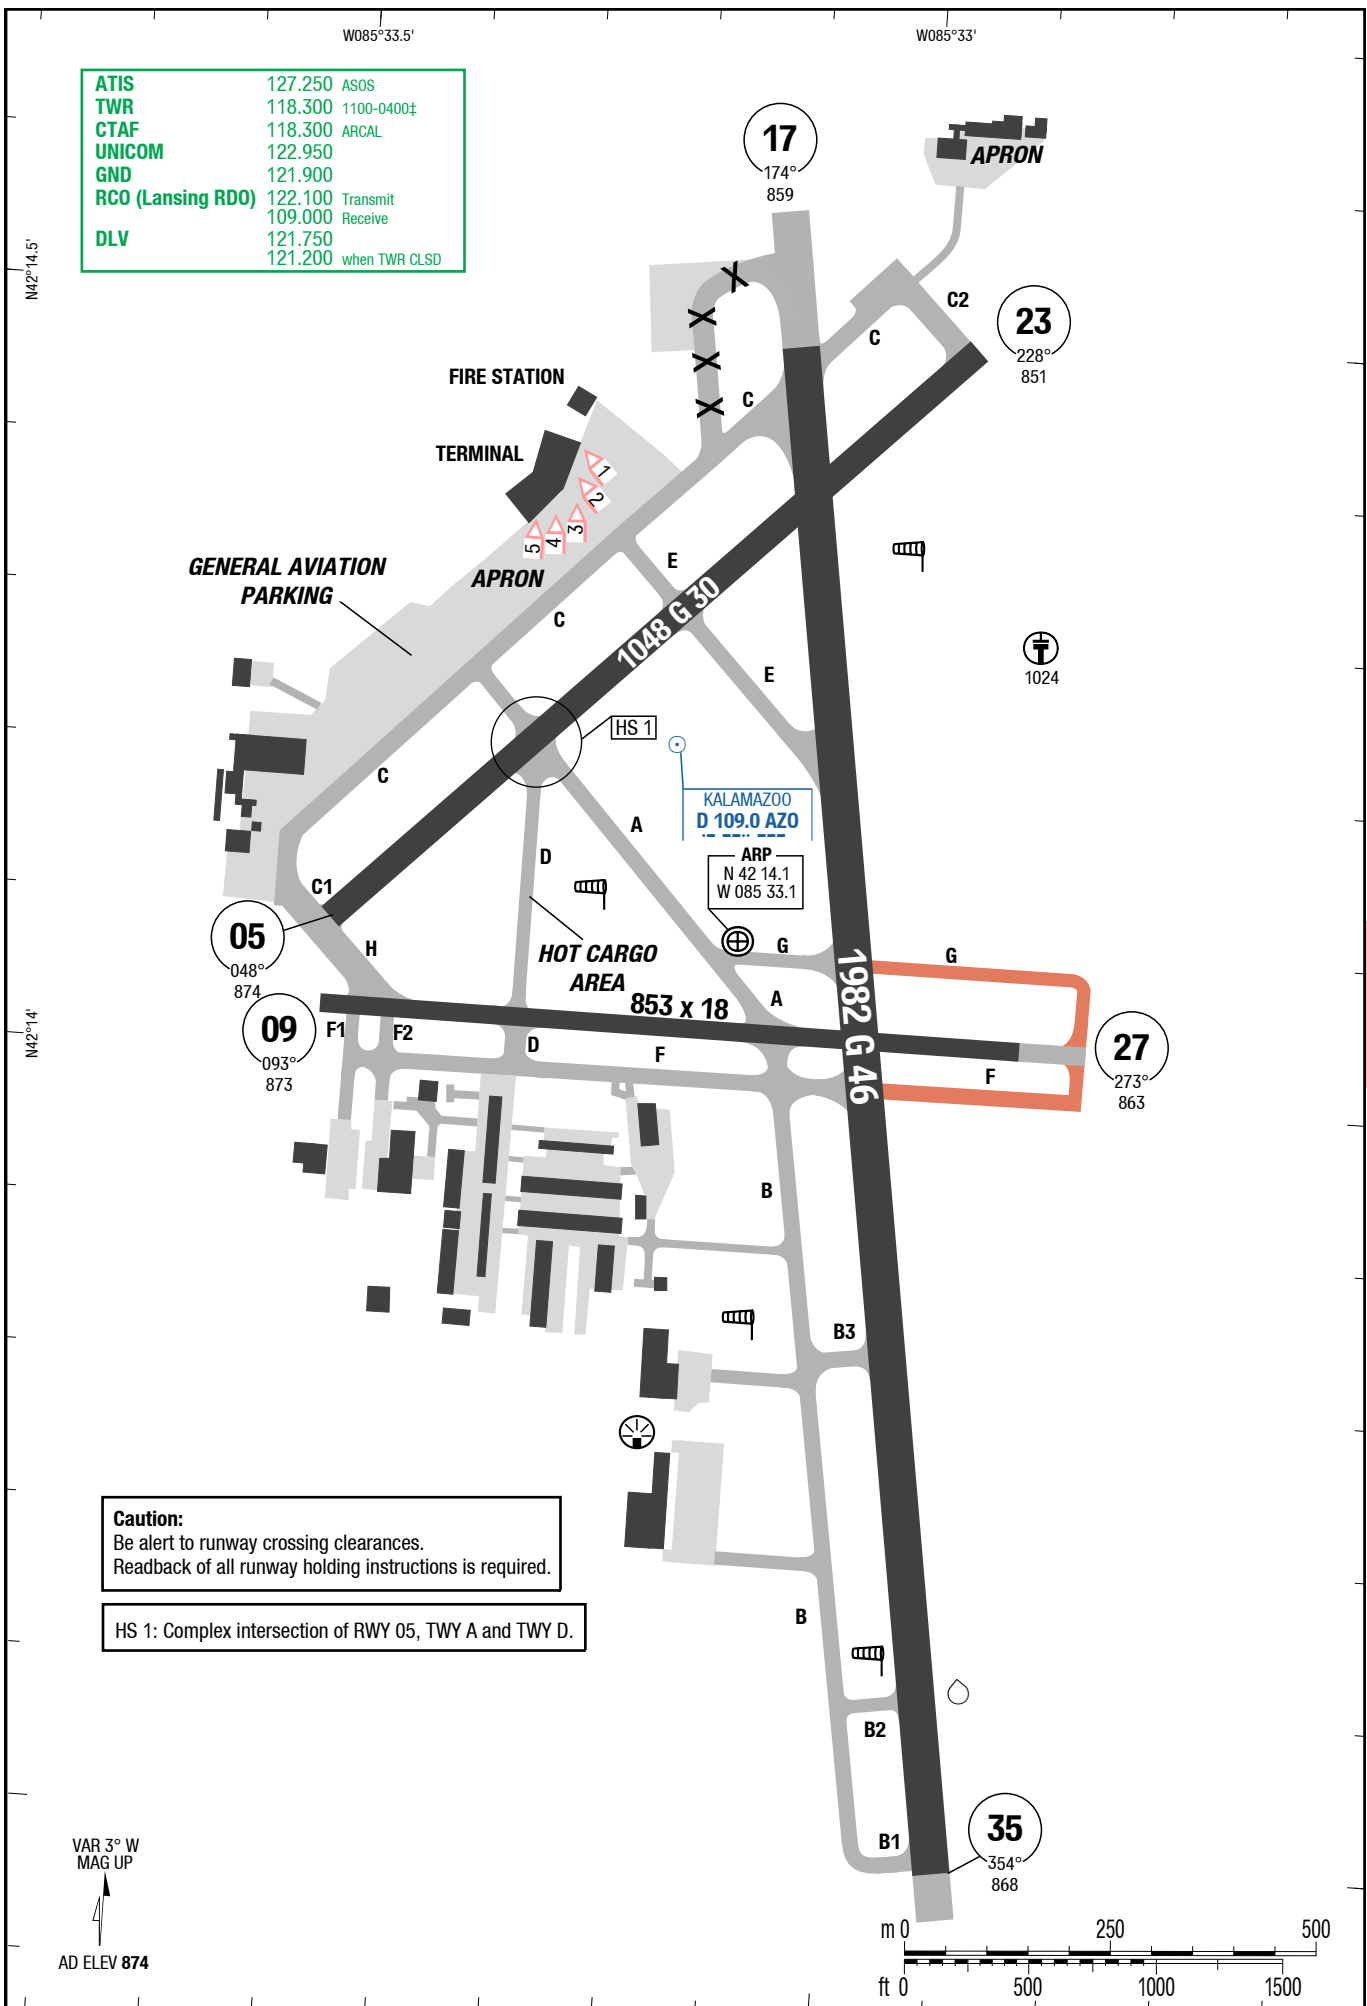 W085°33.5'
W085°33'
ATIS 127.250 ASOS
TWR 118.300 1100-0400‡
CTAF 118.300 ARCAL
UNICOM 122.950
GND 121.900
RCO (Lansing RDO) 122.100 Transmit
109.000 Receive
DLV 121.750
121.200 when TWR CLSD
17
174°
859
APRON
N42°14.5'
C2
23
228°
851
C
X
X
X
X
C
FIRE STATION
TERMINAL
1
2
3
4
5
APRON
GENERAL AVIATION
PARKING
E
C
1048 G 30
E
1024
HS 1
C
KALAMAZOO
D 109.0 AZO
A
D
ARP
N 42 14.1
W 085 33.1
C1
05
048°
874
H
HOT CARGO
AREA
G
G
1982 G 46
A
853 x 18
09
093°
873
F1
F2
D
F
F
27
273°
863
N42°14'
B
B3
Caution:
Be alert to runway crossing clearances.
Readback of all runway holding instructions is required.
HS 1: Complex intersection of RWY 05, TWY A and TWY D.
B
B2
B1
35
354°
868
VAR 3° W
MAG UP
AD ELEV 874
m 0 250 500
ft 0 500 1000 1500